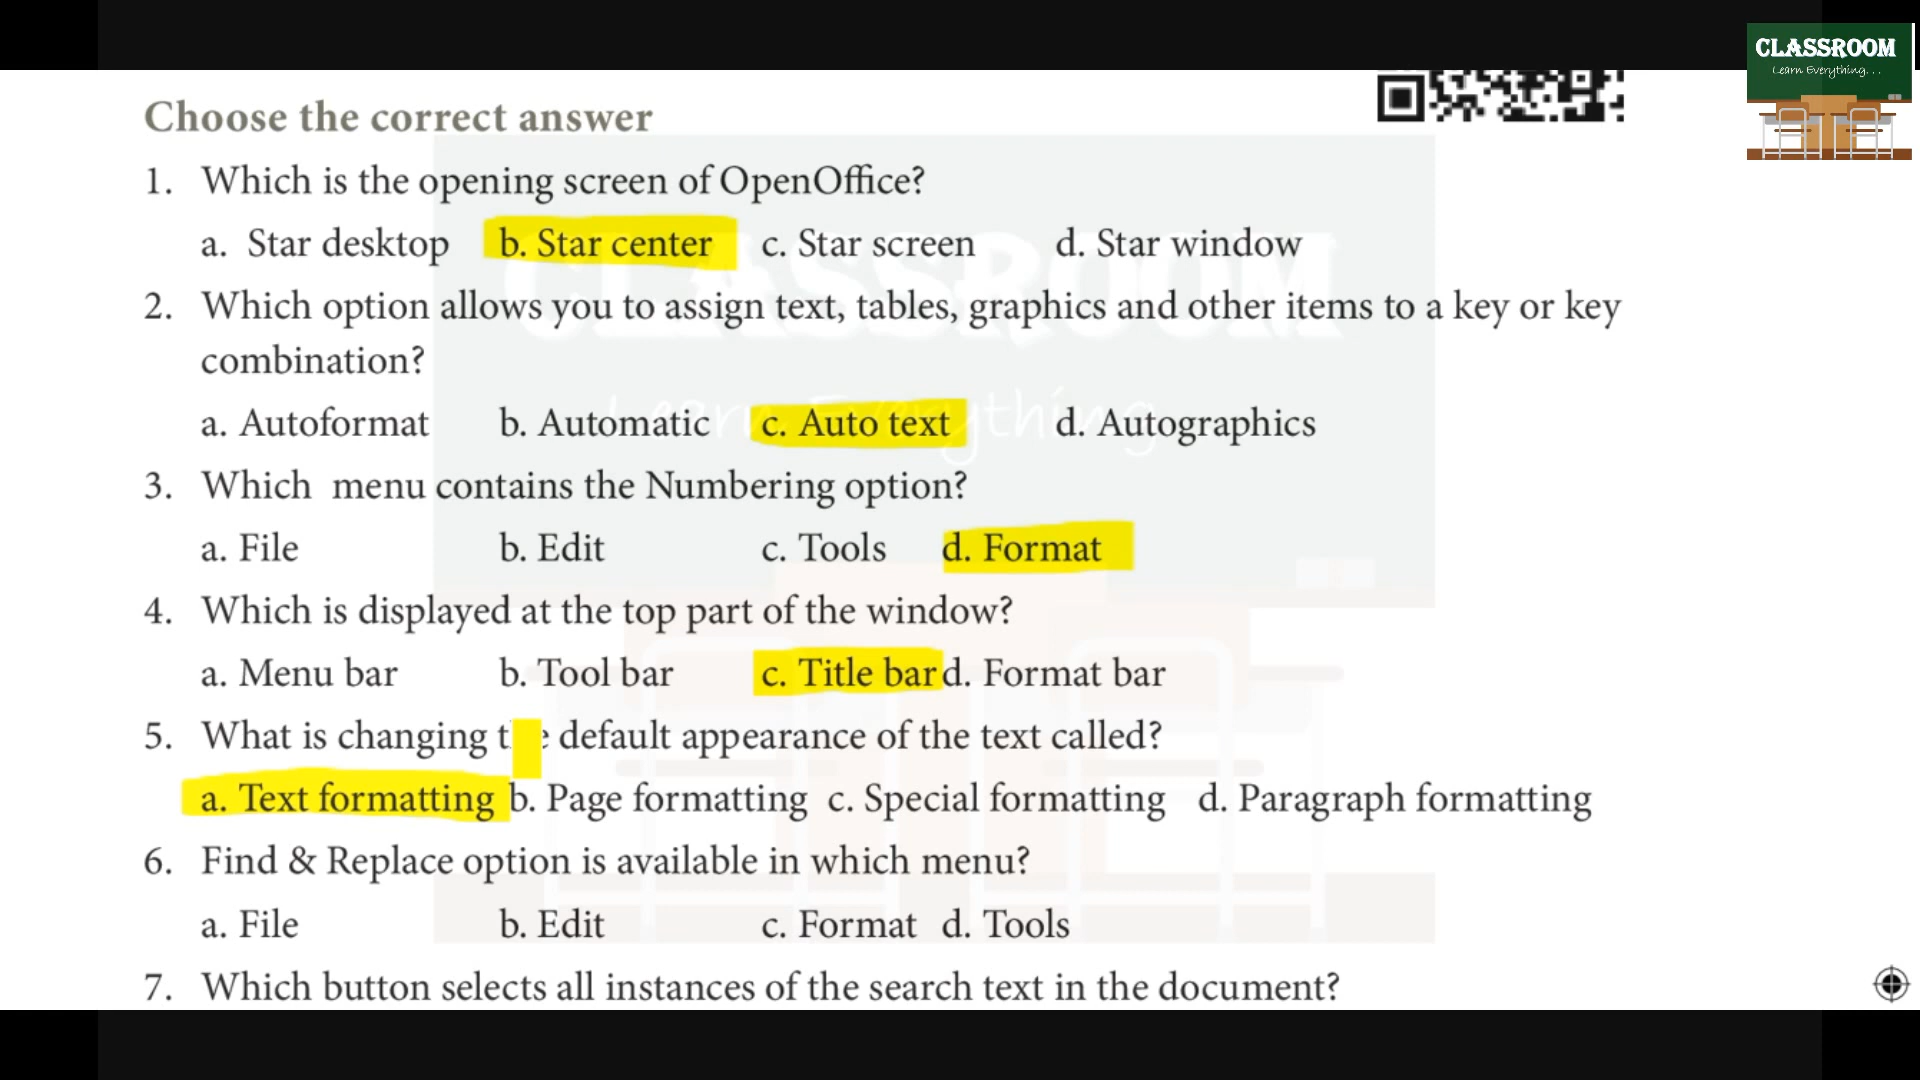 CLASSROOM
Learn Everything...
Choose the correct answer
1. Which is the opening screen of OpenOffice?
a. Star desktop b. Star center c. Star screen d. Star window
2. Which option allows you to assign text, tables, graphics and other items to a key or key
combination?
a. Autoformat b. Automatic c. Auto text d. Autographics
3. Which menu contains the Numbering option?
a. File b. Edit c. Tools d. Format
4. Which is displayed at the top part of the window?
a. Menu bar b. Tool bar c. Title bar d. Format bar
5. What is changing the default appearance of the text called?
a. Text formatting b. Page formatting c. Special formatting d. Paragraph formatting
6. Find & Replace option is available in which menu?
a. File b. Edit c. Format d. Tools
7. Which button selects all instances of the search text in the document?
CLASSROOM
Learn Everything